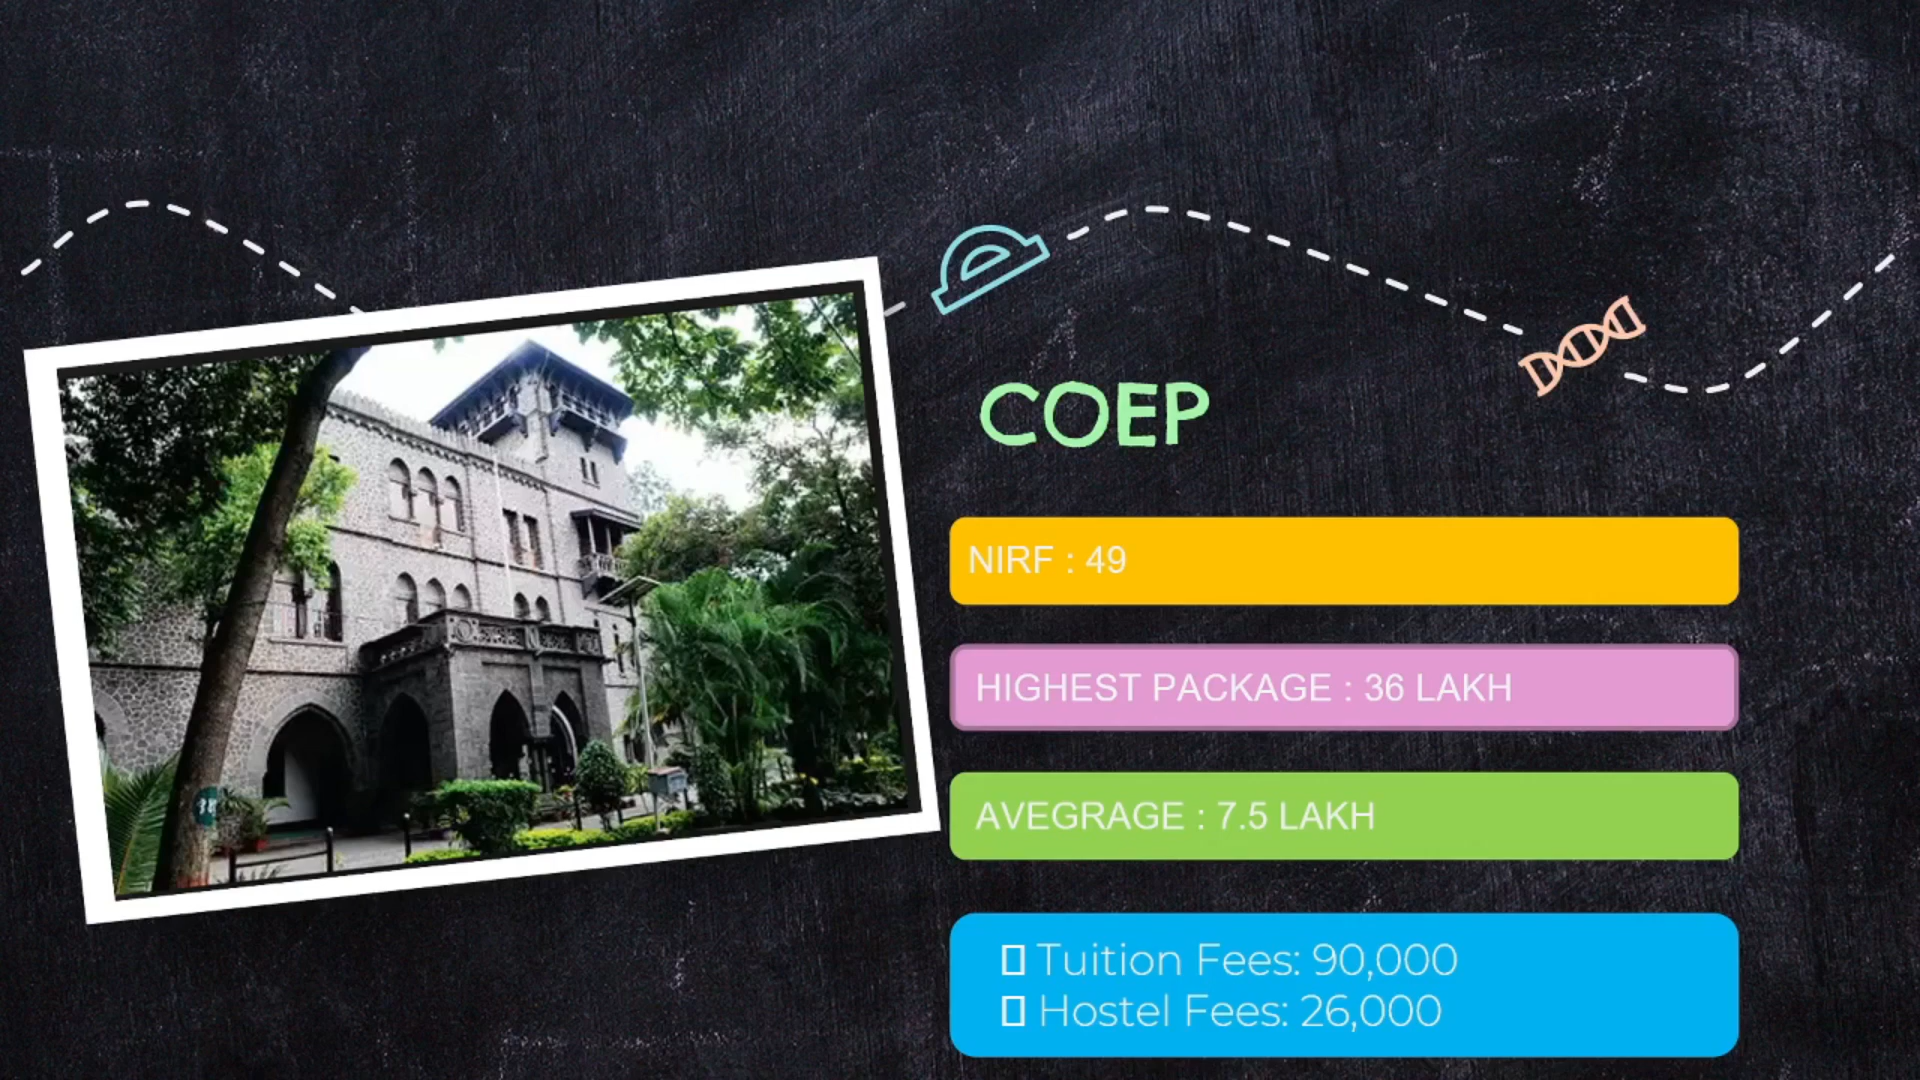 COEP
NIRF : 49
HIGHEST PACKAGE : 36 LAKH
AVEGRAGE : 7.5 LAKH
Tuition Fees: 90,000
Hostel Fees: 26,000